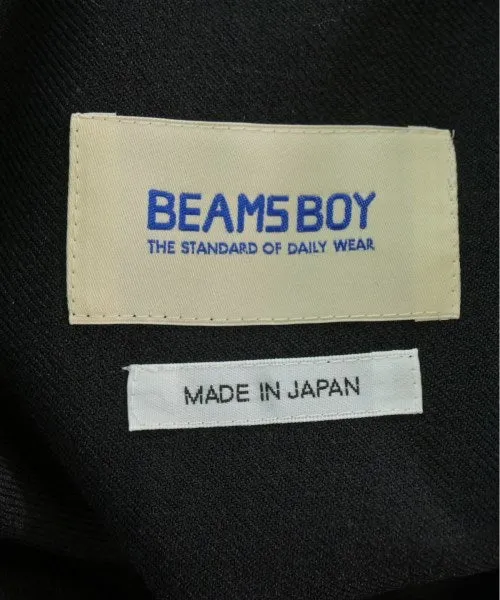 BEAMS BOY
THE STANDARD OF DAILY WEAR
MADE IN JAPAN